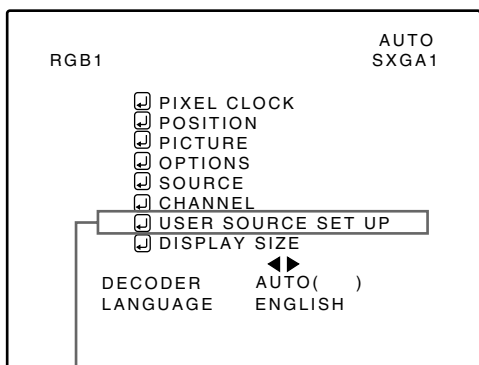 AUTO
RGB1 SXGA1
PIXEL CLOCK
POSITION
PICTURE
OPTIONS
SOURCE
CHANNEL
USER SOURCE SET UP
DISPLAY SIZE
DECODER AUTO( )
LANGUAGE ENGLISH